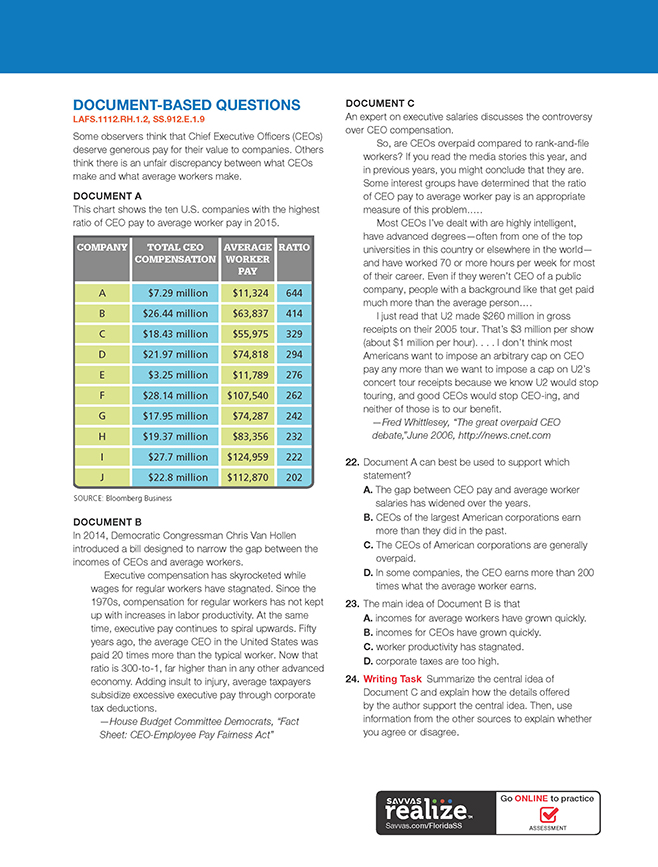 DOCUMENT-BASED QUESTIONS
LAFS.1112.RH.1.2, SS.912.E.1.9
Some observers think that Chief Executive Officers (CEOs)
deserve generous pay for their value to companies. Others
think there is an unfair discrepancy between what CEOs
make and what average workers make.
DOCUMENT A
This chart shows the ten U.S. companies with the highest
ratio of CEO pay to average worker pay in 2015.
COMPANY TOTAL CEO COMPENSATION AVERAGE WORKER PAY RATIO
A $7.29 million $11,324 644
B $26.44 million $63,837 414
C $18.43 million $55,975 329
D $21.97 million $74,818 294
E $3.25 million $11,789 276
F $28.14 million $107,540 262
G $17.95 million $74,287 242
H $19.37 million $83,356 232
I $27.7 million $124,959 222
J $22.8 million $112,870 202
SOURCE: Bloomberg Business
DOCUMENT B
In 2014, Democratic Congressman Chris Van Hollen
introduced a bill designed to narrow the gap between the
incomes of CEOs and average workers.
Executive compensation has skyrocketed while
wages for regular workers have stagnated. Since the
1970s, compensation for regular workers has not kept
up with increases in labor productivity. At the same
time, executive pay continues to spiral upwards. Fifty
years ago, the average CEO in the United States was
paid 20 times more than the typical worker. Now that
ratio is 300-to-1, far higher than in any other advanced
economy. Adding insult to injury, average taxpayers
subsidize excessive executive pay through corporate
tax deductions.
—House Budget Committee Democrats, “Fact
Sheet: CEO-Employee Pay Fairness Act”
DOCUMENT C
An expert on executive salaries discusses the controversy
over CEO compensation.
So, are CEOs overpaid compared to rank-and-file
workers? If you read the media stories this year, and
in previous years, you might conclude that they are.
Some interest groups have determined that the ratio
of CEO pay to average worker pay is an appropriate
measure of this problem.....
Most CEOs I’ve dealt with are highly intelligent,
have advanced degrees—often from one of the top
universities in this country or elsewhere in the world—
and have worked 70 or more hours per week for most
of their career. Even if they weren’t CEO of a public
company, people with a background like that get paid
much more than the average person....
I just read that U2 made $260 million in gross
receipts on their 2005 tour. That’s $3 million per show
(about $1 million per hour). . . . I don’t think most
Americans want to impose an arbitrary cap on CEO
pay any more than we want to impose a cap on U2’s
concert tour receipts because we know U2 would stop
touring, and good CEOs would stop CEO-ing, and
neither of those is to our benefit.
—Fred Whittlesey, “The great overpaid CEO
debate,”June 2006, http://news.cnet.com
22. Document A can best be used to support which
statement?
A. The gap between CEO pay and average worker
salaries has widened over the years.
B. CEOs of the largest American corporations earn
more than they did in the past.
C. The CEOs of American corporations are generally
overpaid.
D. In some companies, the CEO earns more than 200
times what the average worker earns.
23. The main idea of Document B is that
A. incomes for average workers have grown quickly.
B. incomes for CEOs have grown quickly.
C. worker productivity has stagnated.
D. corporate taxes are too high.
24. Writing Task Summarize the central idea of
Document C and explain how the details offered
by the author support the central idea. Then, use
information from the other sources to explain whether
you agree or disagree.
SAVVAS
realize™
Savvas.com/FloridaSS
Go ONLINE to practice
ASSESSMENT